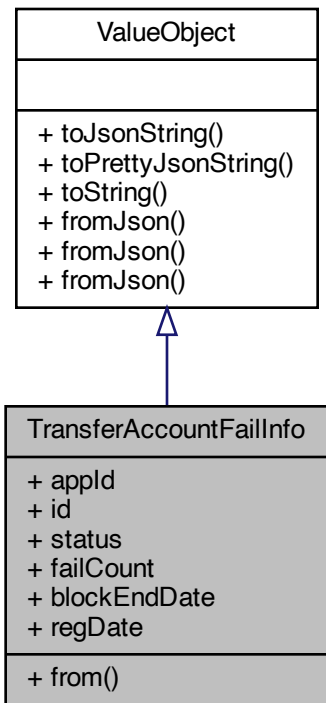 ValueObject
+ toJsonString()
+ toPrettyJsonString()
+ toString()
+ fromJson()
+ fromJson()
+ fromJson()
TransferAccountFailInfo
+ appId
+ id
+ status
+ failCount
+ blockEndDate
+ regDate
+ from()